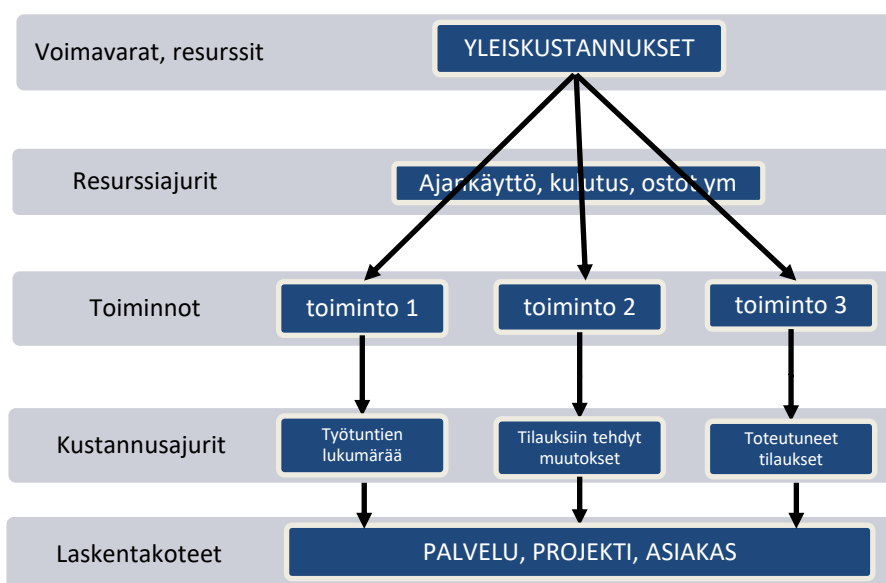 Voimavarat, resurssit
YLEISKUSTANNUKSET
Resurssiajurit
Ajankäyttö, kulutus, ostot ym
Toiminnot
toiminto 1
toiminto 2
toiminto 3
Kustannusajurit
Työtuntien
lukumärää
Tilauksiin tehdyt
muutokset
Toteutuneet
tilaukset
Laskentakoteet
PALVELU, PROJEKTI, ASIAKAS